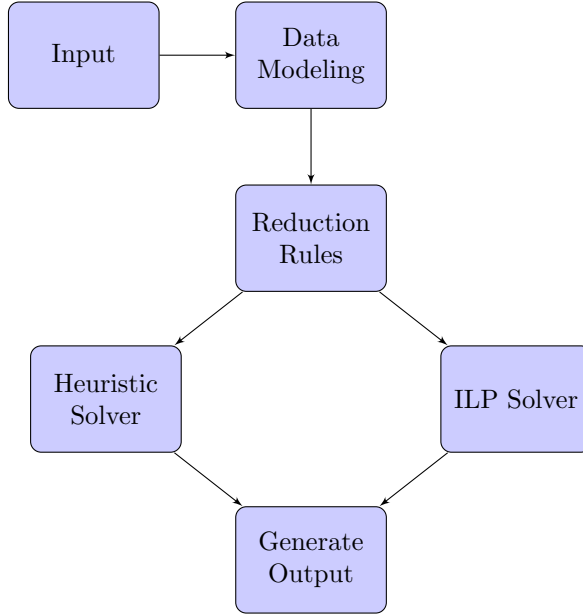 Input
Data
Modeling
Reduction
Rules
Heuristic
Solver
ILP Solver
Generate
Output